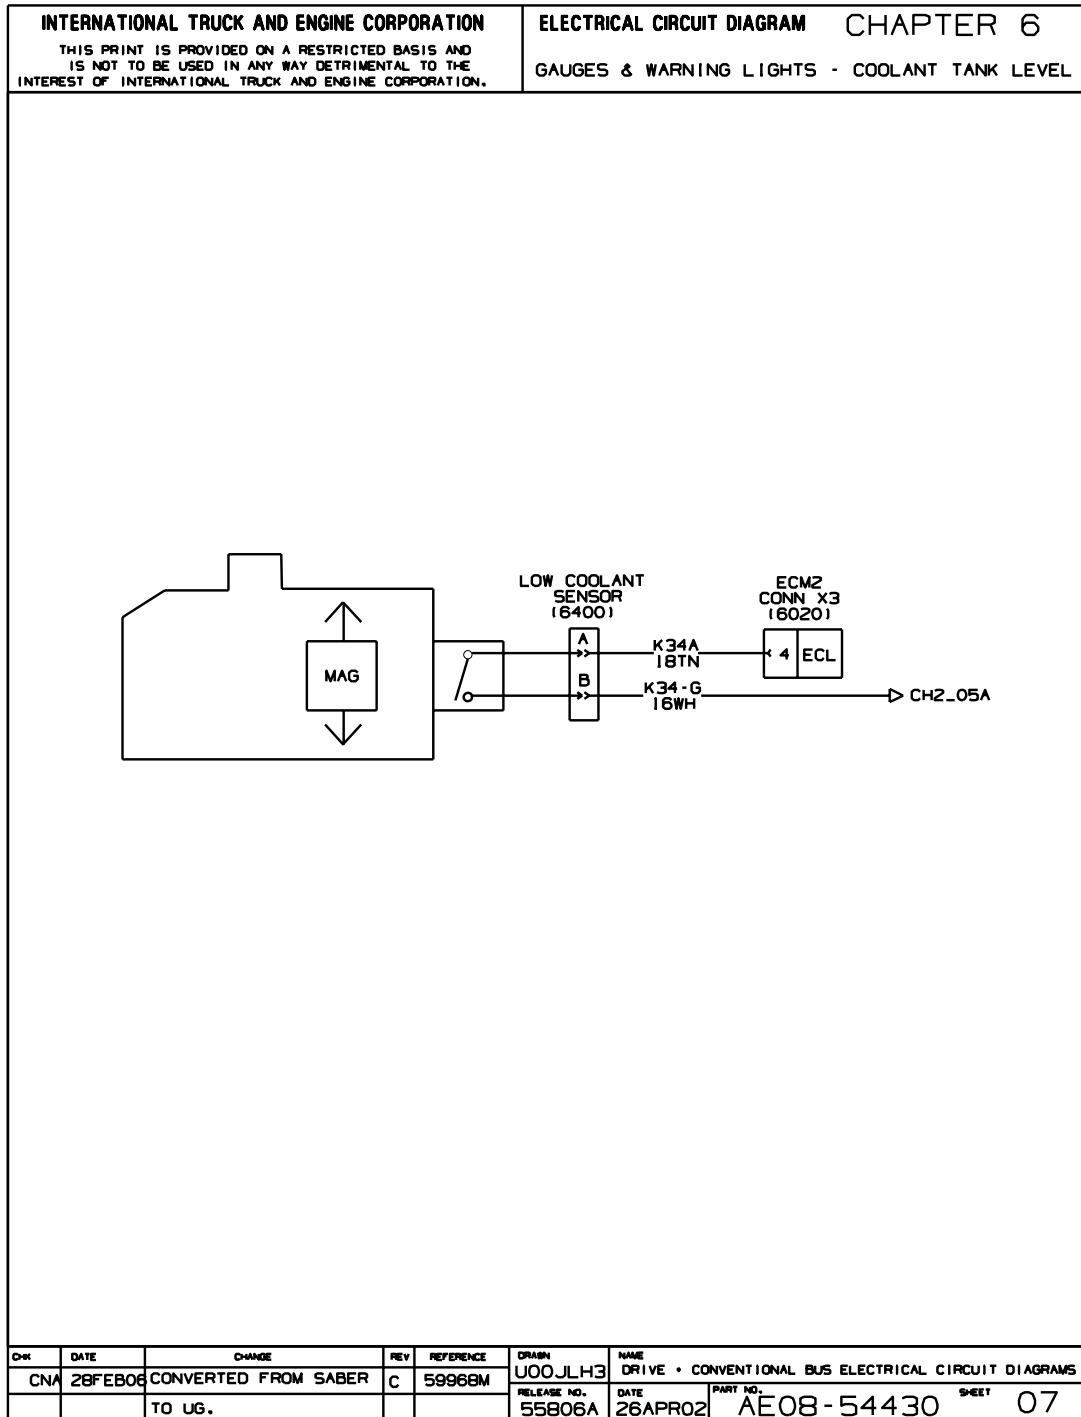 INTERNATIONAL TRUCK AND ENGINE CORPORATION
THIS PRINT IS PROVIDED ON A RESTRICTED BASIS AND
IS NOT TO BE USED IN ANY WAY DETRIMENTAL TO THE
INTEREST OF INTERNATIONAL TRUCK AND ENGINE CORPORATION.
ELECTRICAL CIRCUIT DIAGRAM CHAPTER 6
GAUGES & WARNING LIGHTS - COOLANT TANK LEVEL
LOW COOLANT
SENSOR
(6400)
ECM2
CONN X3
(6020)
A
K34A
18TN
4 ECL
MAG
B
K34-G
16WH
CH2_05A
CHK DATE CHANGE REV REFERENCE
CNA 28FEB06 CONVERTED FROM SABER C 59968M
TO UG.
DRAWN
U00JLH3
NAME
DRIVE • CONVENTIONAL BUS ELECTRICAL CIRCUIT DIAGRAMS
RELEASE NO.
55806A
DATE
26APR02
PART NO.
AE08-54430
SHEET
07